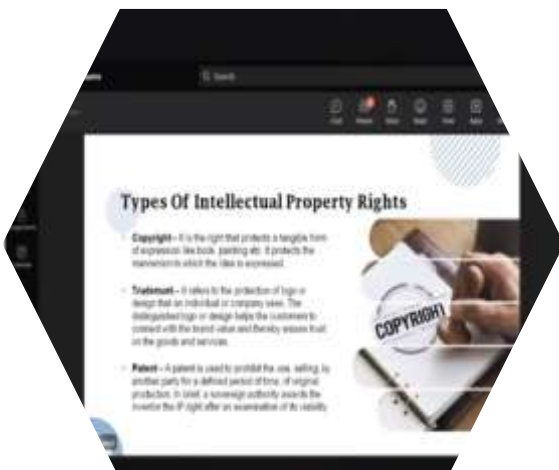 Search
Types Of Intellectual Property Rights
Copyright – It is the right that protects a tangible form
of expression like book, painting etc. It protects the
in which the idea is expressed.
Trademark – It refers to the protection of logo or
design that an individual or company uses. The
distinguished logo or design helps the customers to
connect with the brand value and thereby ensure trust
on the goods and services.
Patent – A patent is used to prohibit the use, selling, by
another party for a defined period of time, of original
production. In brief, a sovereign authority awards the
inventor the IP right after an examination of its viability.
COPYRIGHT